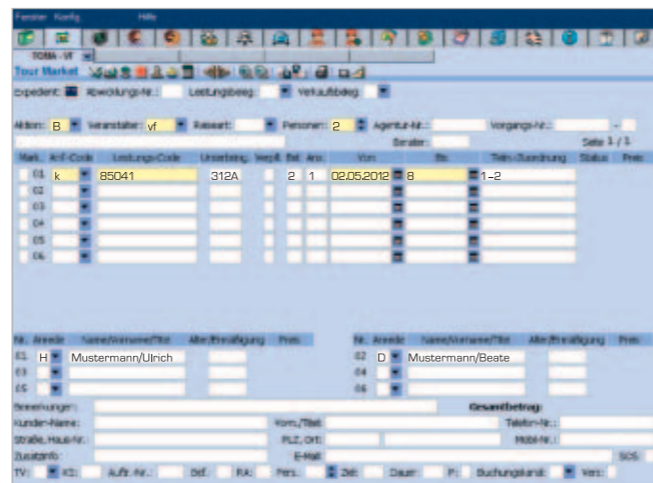 Fenster Konfig Hilfe
TOMA - VF
Tour Market
Expedient: Abwicklungs-Nr.: Leistungsbeleg: Verkaufsbeleg:
Aktion: B Veranstalter: vf Reiseart: Personen: 2 Agentur-Nr.: Vorgangs-Nr.: -
Berater: Seite 1 / 1
Mark. Anf-Code Leistungs-Code Unterbring. Verpfl. Bel. Anz. Von Bis Teiln.-Zuordnung Status Preis
01 k 85041 312A 2 1 02.05.2012 8 1-2
02
03
04
05
06
Nr. Anrede Name/Vorname/Titel Alter/Ermäßigung Preis Nr. Anrede Name/Vorname/Titel Alter/Ermäßigung Preis
01 H Mustermann/Ulrich 02 D Mustermann/Beate
03 04
05 06
Bemerkungen: Gesamtbetrag:
Kunden-Name: Vorn./Titel: Telefon-Nr.:
Straße, Haus-Nr.: PLZ, Ort: Mobil-Nr.:
Zusatzinfo: E-Mail: SOS:
TV: KI: Auftr.-Nr.: Bef. RA: Pers.: Ziel: Dauer: P: Buchungskanal: Vers: